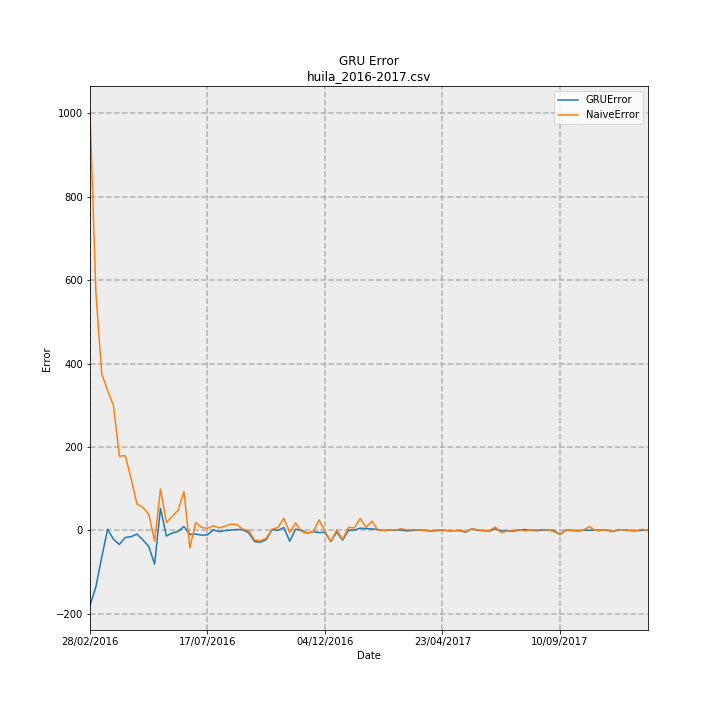 GRU Error
huila_2016-2017.csv
GRUError
NaiveError
1000
800
600
400
200
0
−200
Error
28/02/2016
17/07/2016
04/12/2016
23/04/2017
10/09/2017
Date